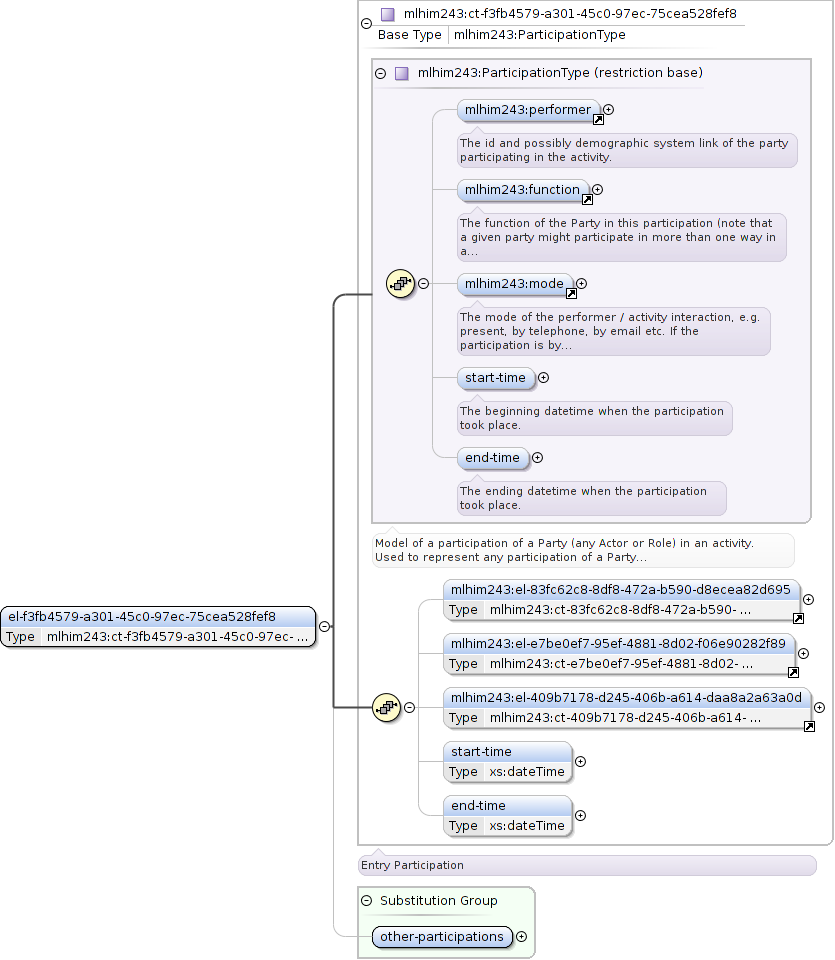 mlhim243:ct-f3fb4579-a301-45c0-97ec-75cea528fef8
Base Type mlhim243:ParticipationType
mlhim243:ParticipationType (restriction base)
mlhim243:performer
The id and possibly demographic system link of the party
participating in the activity.
mlhim243:function
The function of the Party in this participation (note that
a given party might participate in more than one way in
a...
mlhim243:mode
The mode of the performer / activity interaction, e.g.
present, by telephone, by email etc. If the
participation is by...
start-time
The beginning datetime when the participation
took place.
end-time
The ending datetime when the participation
took place.
Model of a participation of a Party (any Actor or Role) in an activity.
Used to represent any participation of a Party...
el-f3fb4579-a301-45c0-97ec-75cea528fef8
Type mlhim243:ct-f3fb4579-a301-45c0-97ec- ...
mlhim243:el-83fc62c8-8df8-472a-b590-d8ecea82d695
Type mlhim243:ct-83fc62c8-8df8-472a-b590- ...
mlhim243:el-e7be0ef7-95ef-4881-8d02-f06e90282f89
Type mlhim243:ct-e7be0ef7-95ef-4881-8d02- ...
mlhim243:el-409b7178-d245-406b-a614-daa8a2a63a0d
Type mlhim243:ct-409b7178-d245-406b-a614- ...
start-time
Type xs:dateTime
end-time
Type xs:dateTime
Entry Participation
Substitution Group
other-participations